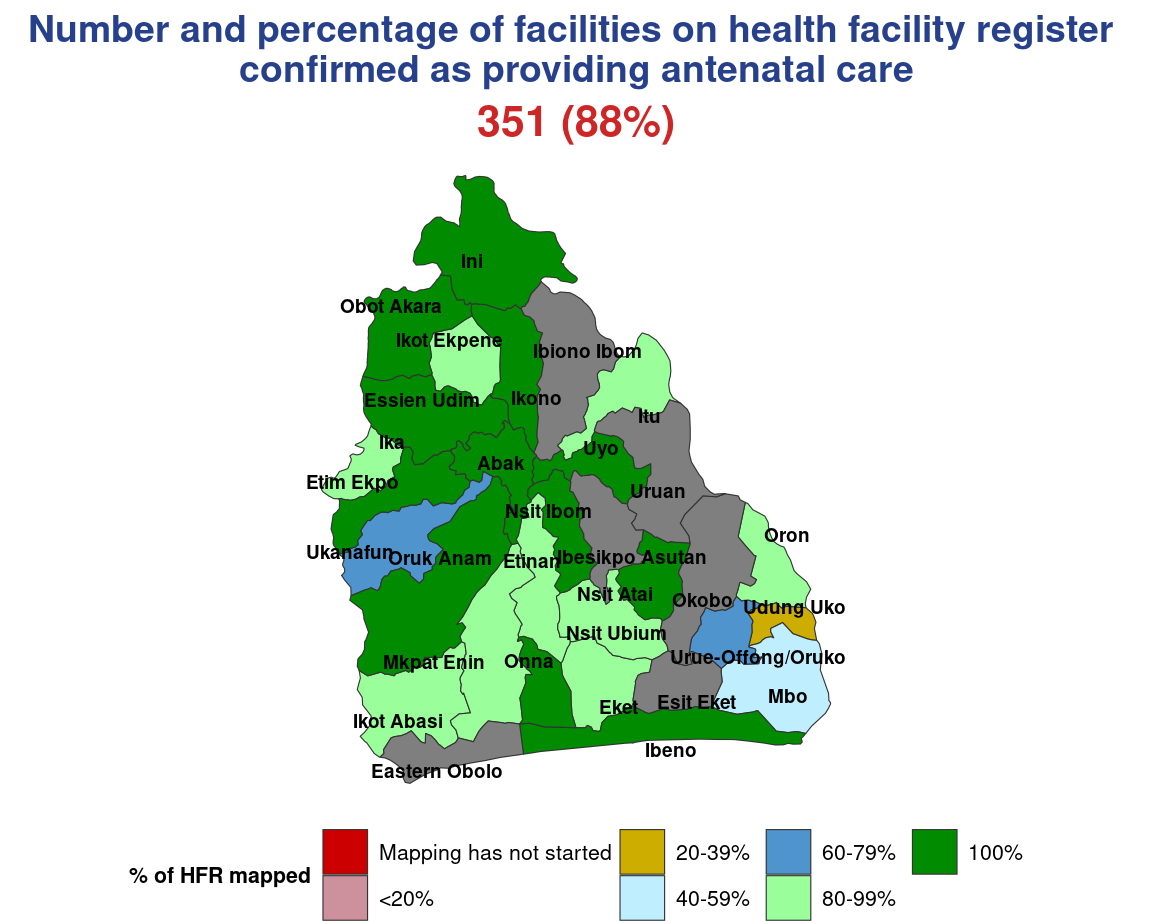 Number and percentage of facilities on health facility register
confirmed as providing antenatal care
351 (88%)
Ini
Obot Akara
Ikot Ekpene
Ibiono Ibom
Essien Udim
Ikono
Itu
Ika
Uyo
Abak
Etim Ekpo
Uruan
Nsit Ibom
Oron
Ukanafun
Oruk Anam
Etinan
Ibesikpo Asutan
Nsit Atai
Okobo
Udung Uko
Nsit Ubium
Mkpat Enin
Onna
Urue-Offong/Oruko
Mbo
Esit Eket
Eket
Ikot Abasi
Ibeno
Eastern Obolo
% of HFR mapped
Mapping has not started
<20%
20-39%
40-59%
60-79%
80-99%
100%